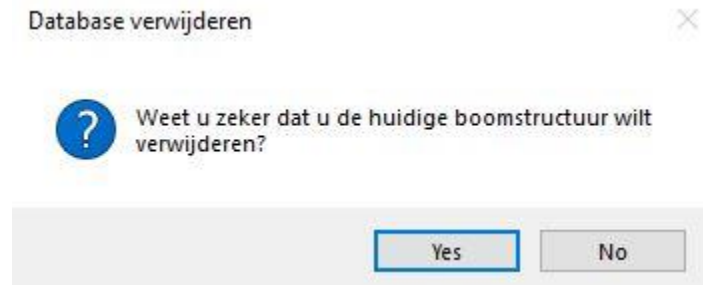 Database verwijderen
Weet u zeker dat u de huidige boomstructuur wilt
verwijderen?
Yes No